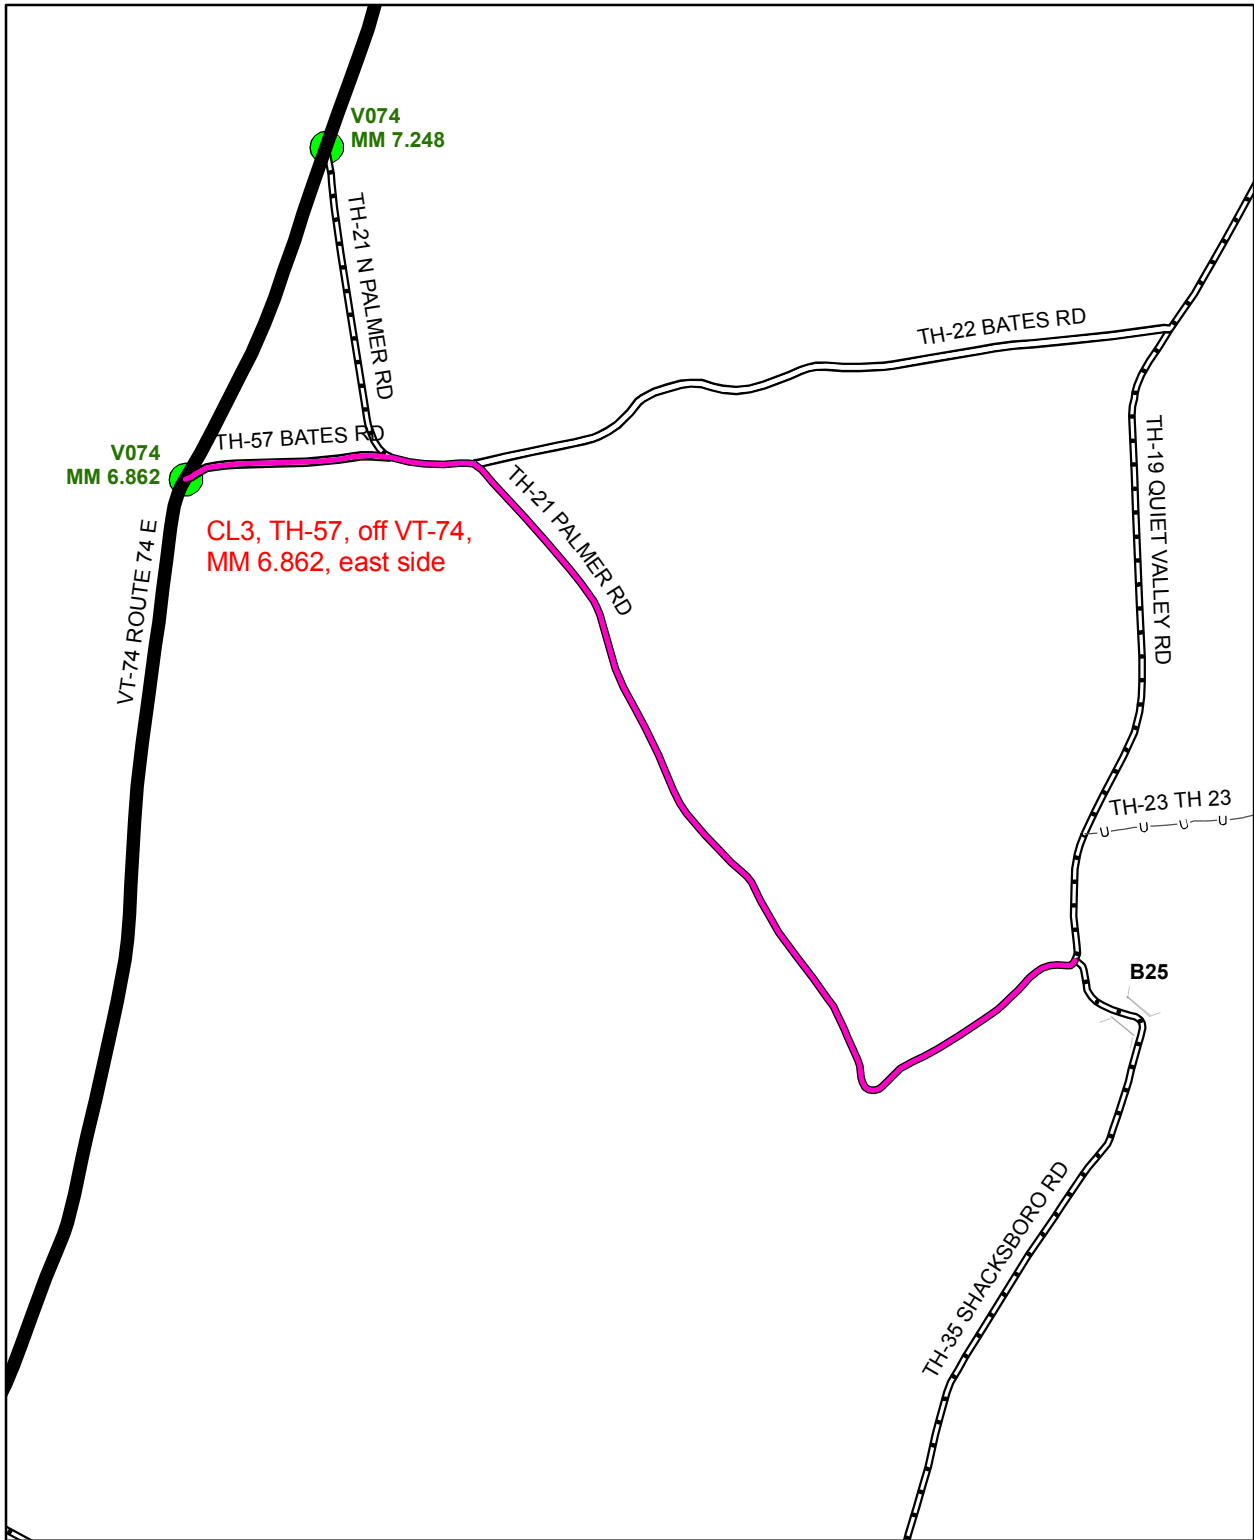 V074
MM 7.248
TH-21 N PALMER RD
TH-22 BATES RD
TH-57 BATES RD
V074
MM 6.862
TH-21 PALMER RD
TH-19 QUIET VALLEY RD
CL3, TH-57, off VT-74,
MM 6.862, east side
VT-74 ROUTE 74 E
TH-23 TH 23
B25
TH-35 SHACKSBORO RD